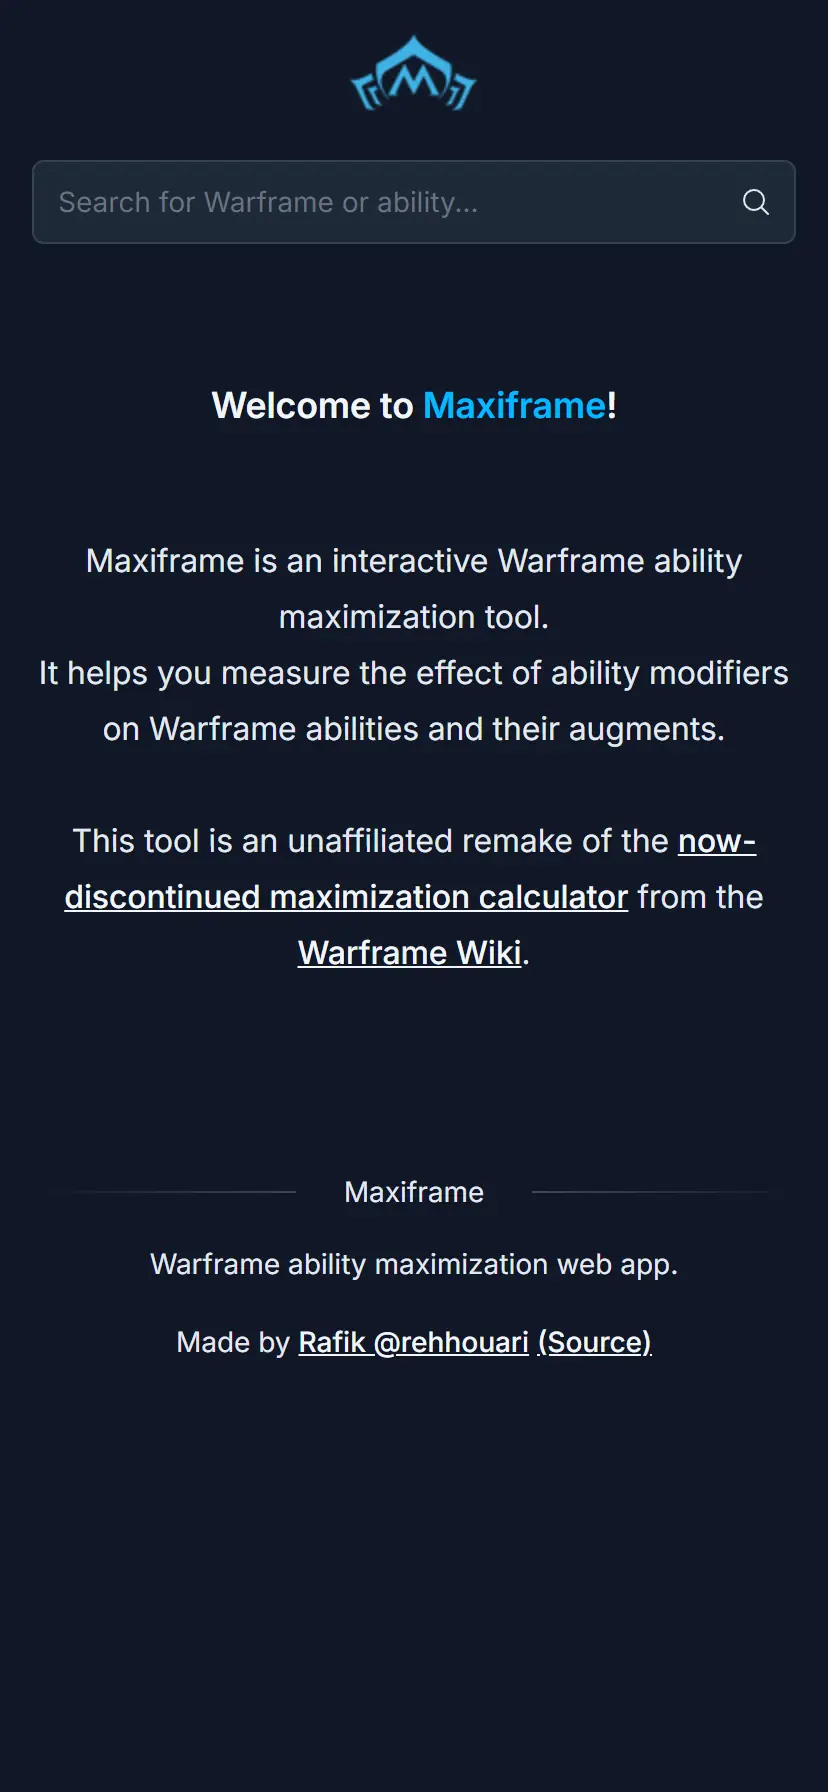 Search for Warframe or ability...
Welcome to Maxiframe!
Maxiframe is an interactive Warframe ability
maximization tool.
It helps you measure the effect of ability modifiers
on Warframe abilities and their augments.
This tool is an unaffiliated remake of the now-
discontinued maximization calculator from the
Warframe Wiki.
Maxiframe
Warframe ability maximization web app.
Made by Rafik @rehhouari (Source)